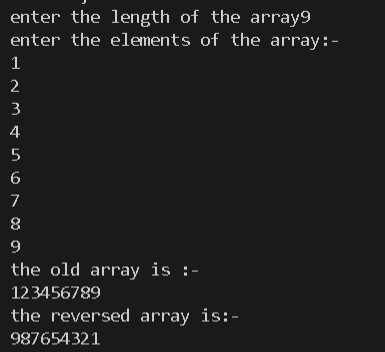 enter the length of the array9
enter the elements of the array:-
1
2
3
4
5
6
7
8
9
the old array is :-
123456789
the reversed array is:-
987654321